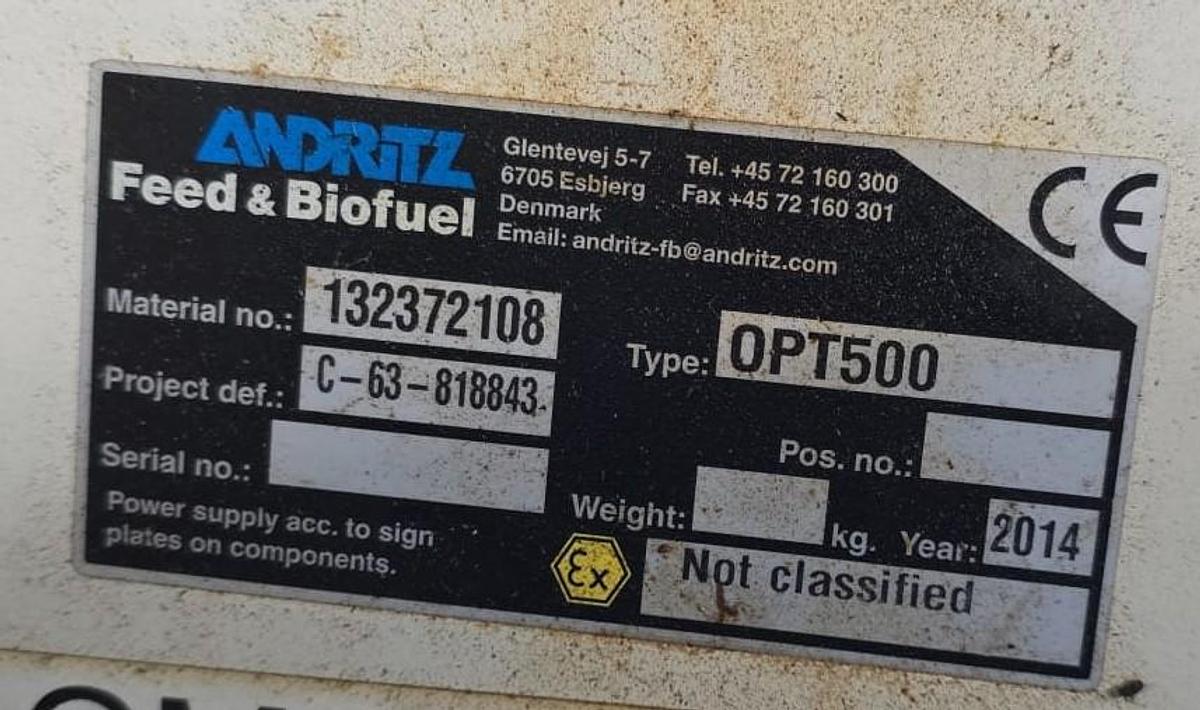 ANDRITZ
Feed & Biofuel
Glentevej 5-7
6705 Esbjerg
Denmark
Email: andritz-fb@andritz.com
Tel. +45 72 160 300
Fax +45 72 160 301
CE
Material no.: 132372108
Type: OPT500
Project def.: C-63-818843
Pos. no.:
Serial no.:
Weight: kg. Year: 2014
Power supply acc. to sign
plates on components.
Ex Not classified